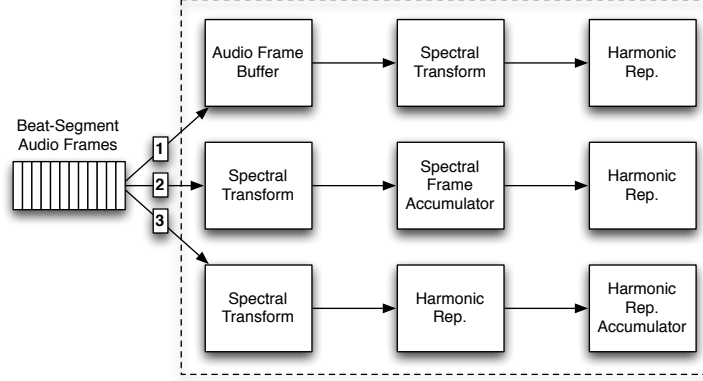 Beat-Segment
Audio Frames
1
Audio Frame
Buffer
Spectral
Transform
Harmonic
Rep.
2
Spectral
Transform
Spectral
Frame
Accumulator
Harmonic
Rep.
3
Spectral
Transform
Harmonic
Rep.
Harmonic
Rep.
Accumulator